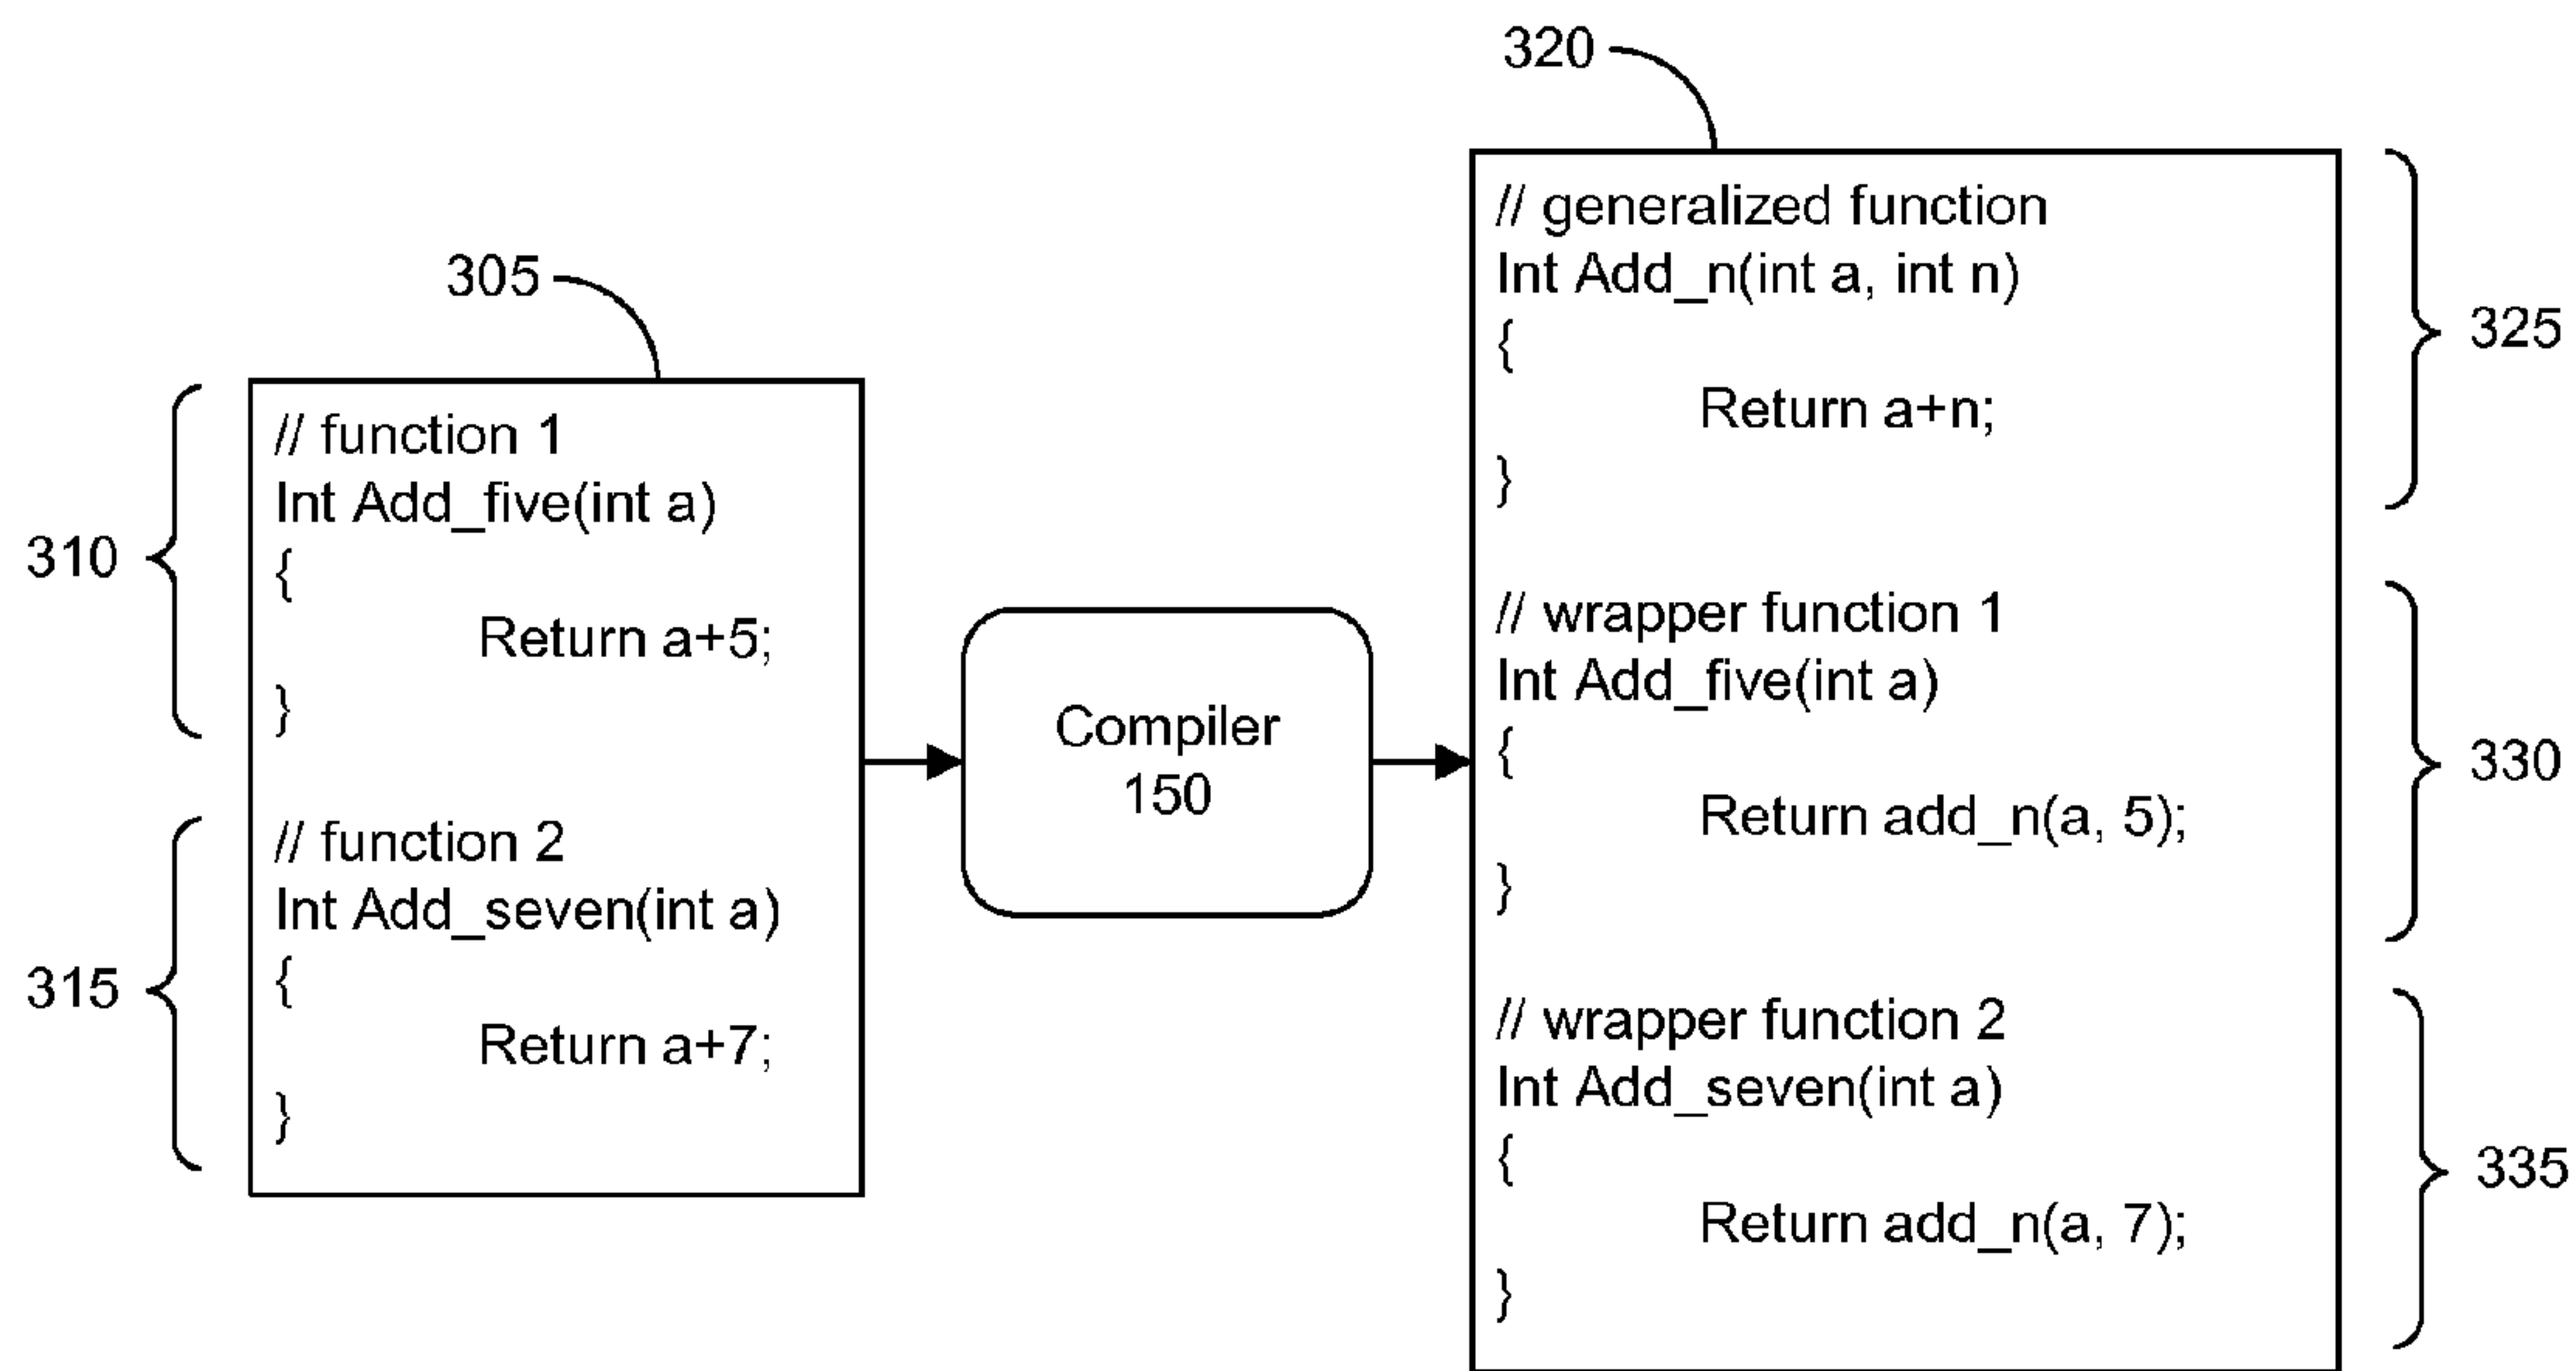 305
310
// function 1
Int Add_five(int a)
{
Return a+5;
}
315
// function 2
Int Add_seven(int a)
{
Return a+7;
}
Compiler
150
320
// generalized function
Int Add_n(int a, int n)
{
Return a+n;
}
325
// wrapper function 1
Int Add_five(int a)
{
Return add_n(a, 5);
}
330
// wrapper function 2
Int Add_seven(int a)
{
Return add_n(a, 7);
}
335